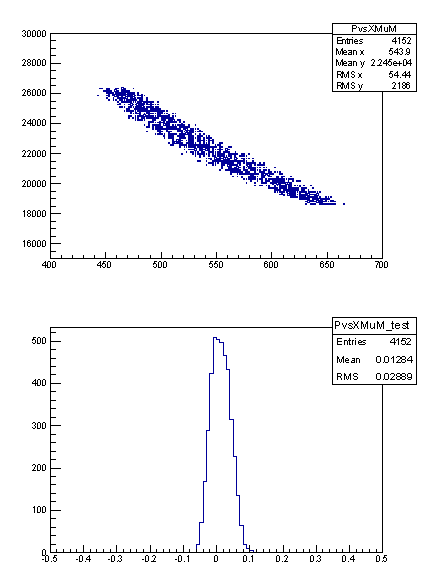 PvsXMuM
Entries 4152
Mean x 543.9
Mean y 2.245e+04
RMS x 54.44
RMS y 2186
30000
28000
26000
24000
22000
20000
18000
16000
400 450 500 550 600 650 700
PvsXMuM_test
Entries 4152
Mean 0.01284
RMS 0.02889
500
400
300
200
100
0
-0.5 -0.4 -0.3 -0.2 -0.1 0 0.1 0.2 0.3 0.4 0.5